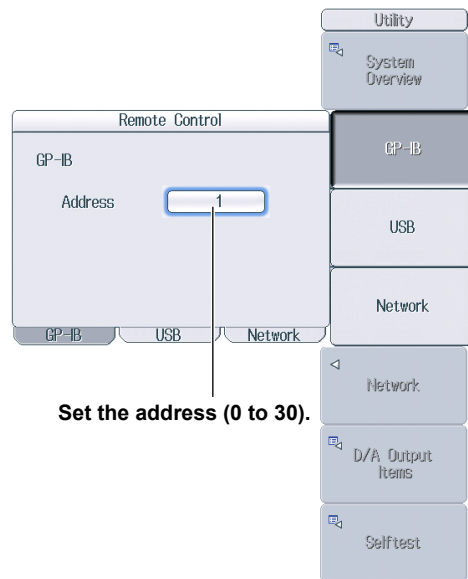 Utility
System
Overview
Remote Control
GP-IB
Address
1
GP-IB
USB
Network
GP-IB
USB
Network
Set the address (0 to 30).
Network
D/A Output
Items
Selftest